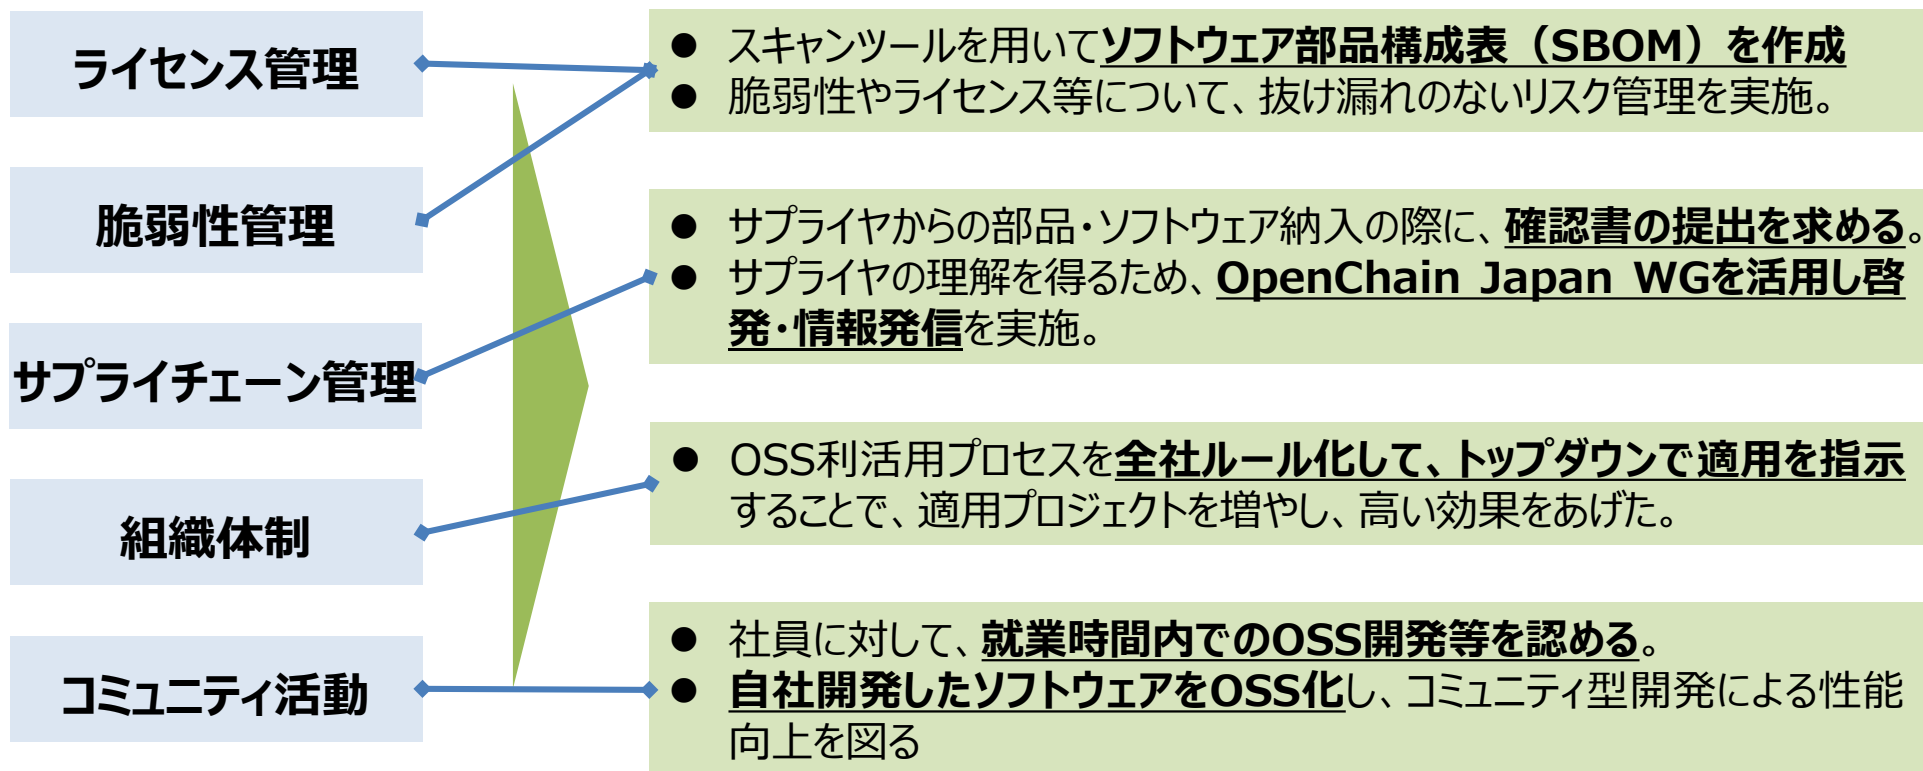 ライセンス管理
脆弱性管理
サプライチェーン管理
組織体制
コミュニティ活動
● スキャンツールを用いてソフトウェア部品構成表（SBOM）を作成
● 脆弱性やライセンス等について、抜け漏れのないリスク管理を実施。
● サプライヤからの部品・ソフトウェア納入の際に、確認書の提出を求める。
● サプライヤの理解を得るため、OpenChain Japan WGを活用し啓
発・情報発信を実施。
● OSS利活用プロセスを全社ルール化して、トップダウンで適用を指示
することで、適用プロジェクトを増やし、高い効果をあげた。
● 社員に対して、就業時間内でのOSS開発等を認める。
● 自社開発したソフトウェアをOSS化し、コミュニティ型開発による性能
向上を図る